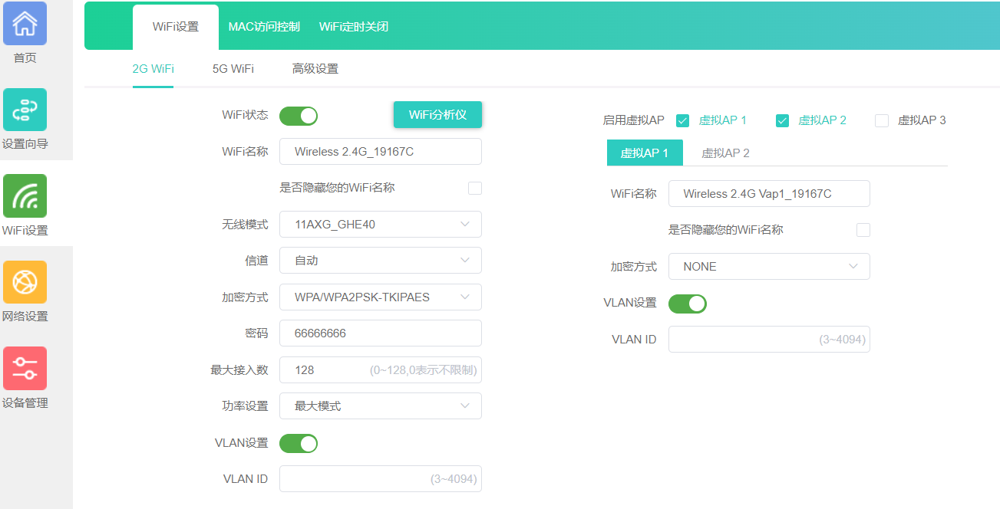 首页
设置向导
WiFi设置
网络设置
设备管理
WiFi设置 MAC访问控制 WiFi定时关闭
2G WiFi 5G WiFi 高级设置
WiFi状态 WiFi分析仪
WiFi名称 Wireless 2.4G_19167C
是否隐藏您的WiFi名称
无线模式 11AXG_GHE40
信道 自动
加密方式 WPA/WPA2PSK-TKIPAES
密码 66666666
最大接入数 128 (0~128,0表示不限制)
功率设置 最大模式
VLAN设置
VLAN ID (3~4094)
启用虚拟AP 虚拟AP 1 虚拟AP 2 虚拟AP 3
虚拟AP 1 虚拟AP 2
WiFi名称 Wireless 2.4G Vap1_19167C
是否隐藏您的WiFi名称
加密方式 NONE
VLAN设置
VLAN ID (3~4094)